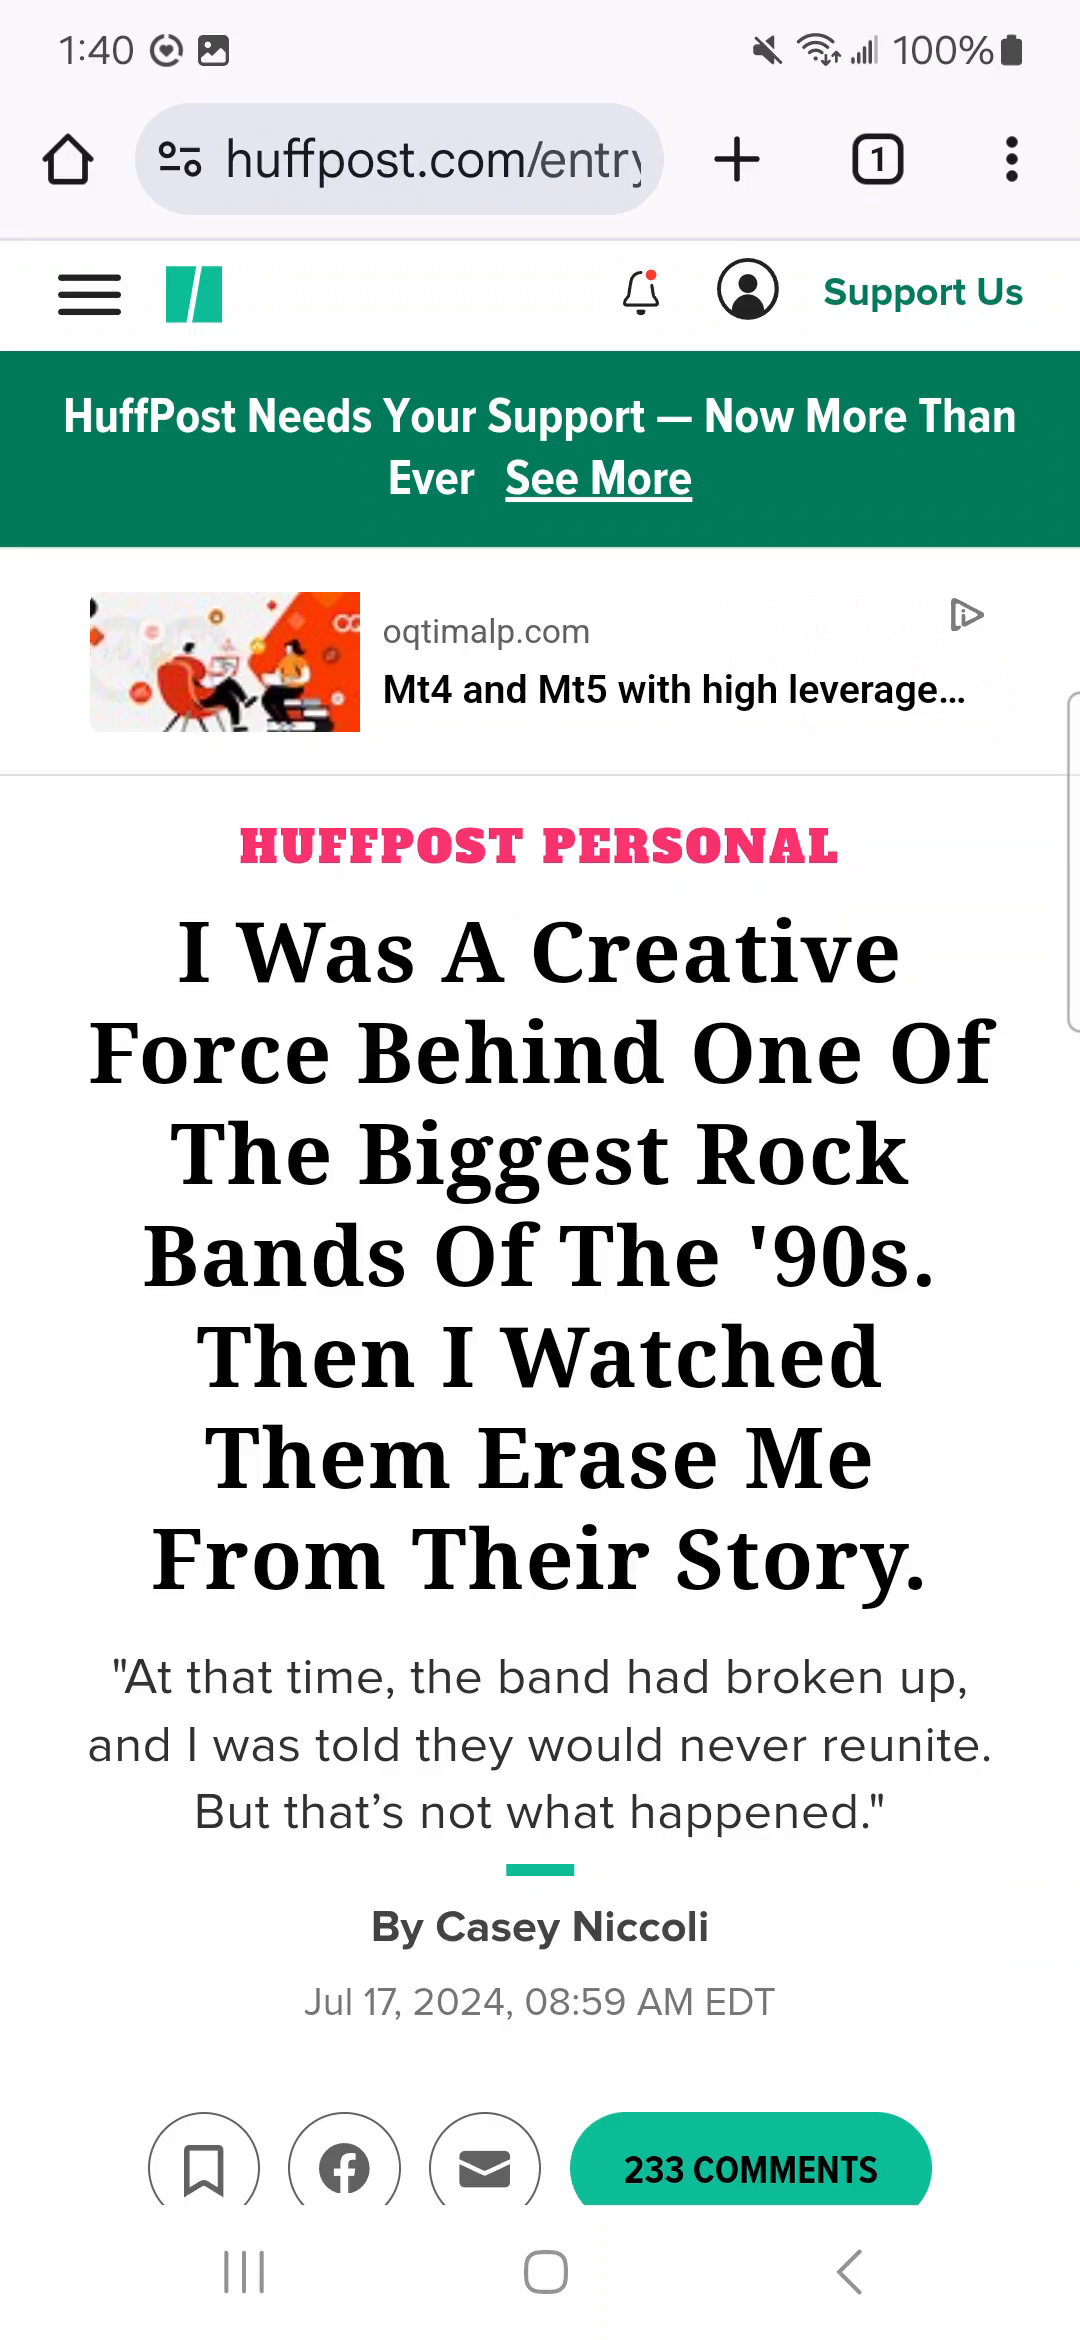 1:40
100%
huffpost.com/entry
1
Support Us
HuffPost Needs Your Support — Now More Than
Ever See More
oqtimalp.com
Mt4 and Mt5 with high leverage...
HUFFPOST PERSONAL
I Was A Creative
Force Behind One Of
The Biggest Rock
Bands Of The '90s.
Then I Watched
Them Erase Me
From Their Story.
"At that time, the band had broken up,
and I was told they would never reunite.
But that’s not what happened."
By Casey Niccoli
Jul 17, 2024, 08:59 AM EDT
233 COMMENTS